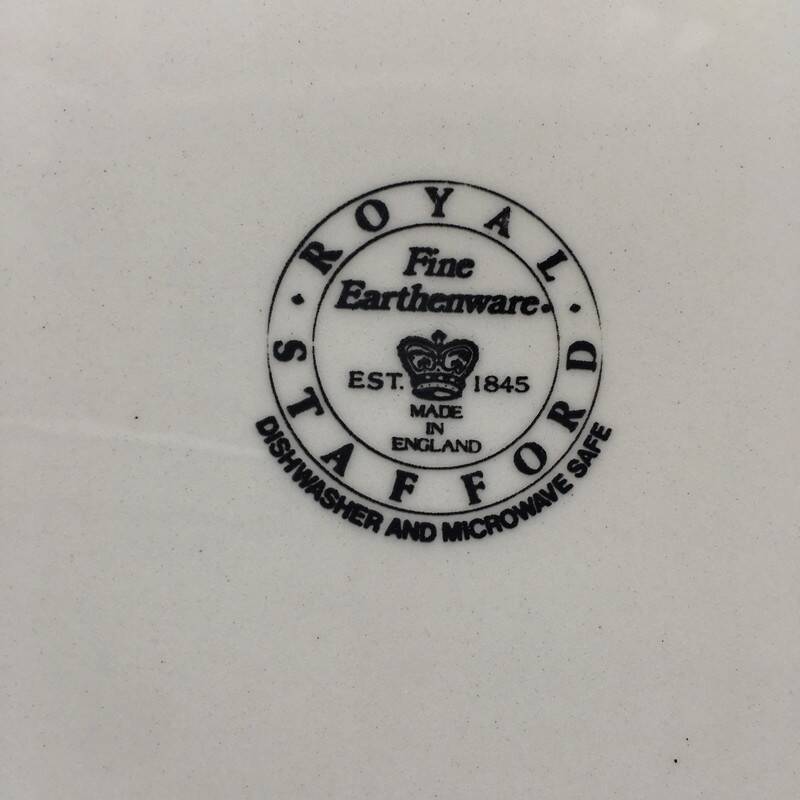 ROYAL
STAFFORD
Fine
Earthenware
EST. 1845
MADE
IN
ENGLAND
DISHWASHER AND MICROWAVE SAFE